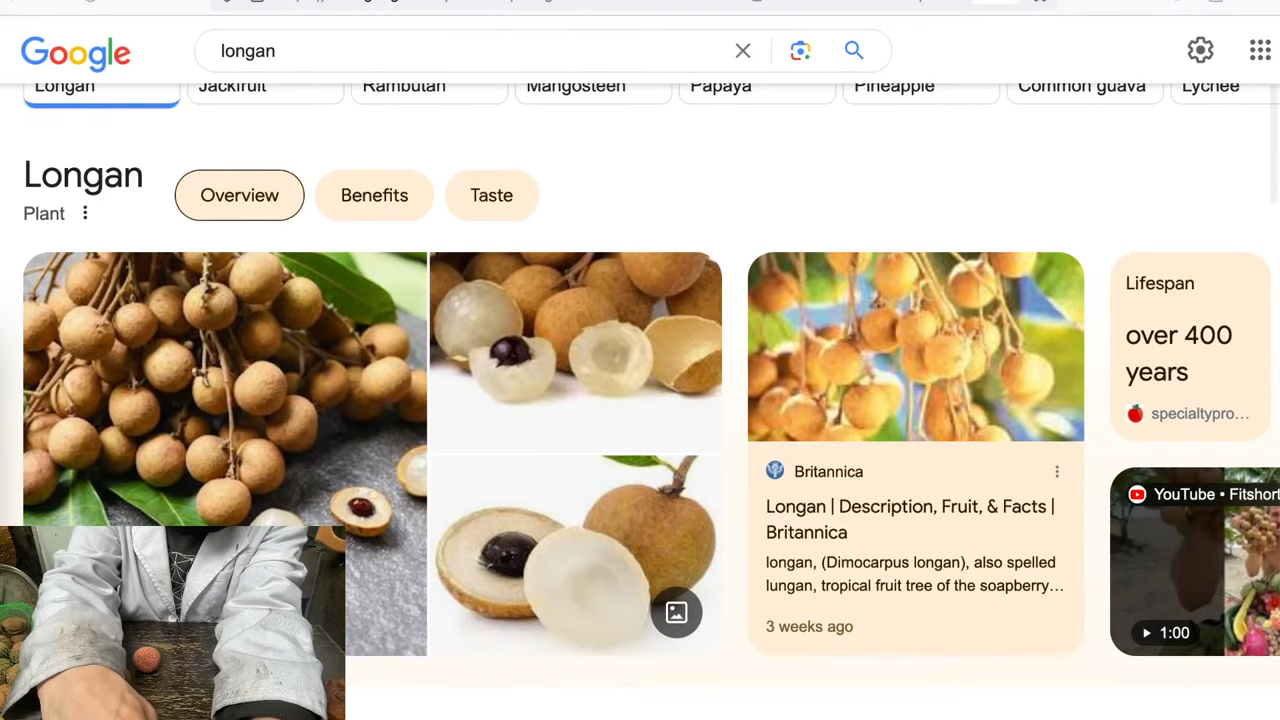 Google
longan
Longan
Jackfruit
Rambutan
Mangosteen
Papaya
Pineapple
Common guava
Lychee
Longan
Plant
Overview
Benefits
Taste
Lifespan
over 400
years
specialtypro...
Britannica
Longan | Description, Fruit, & Facts |
Britannica
longan, (Dimocarpus longan), also spelled
lungan, tropical fruit tree of the soapberry...
3 weeks ago
YouTube • Fitshort
1:00